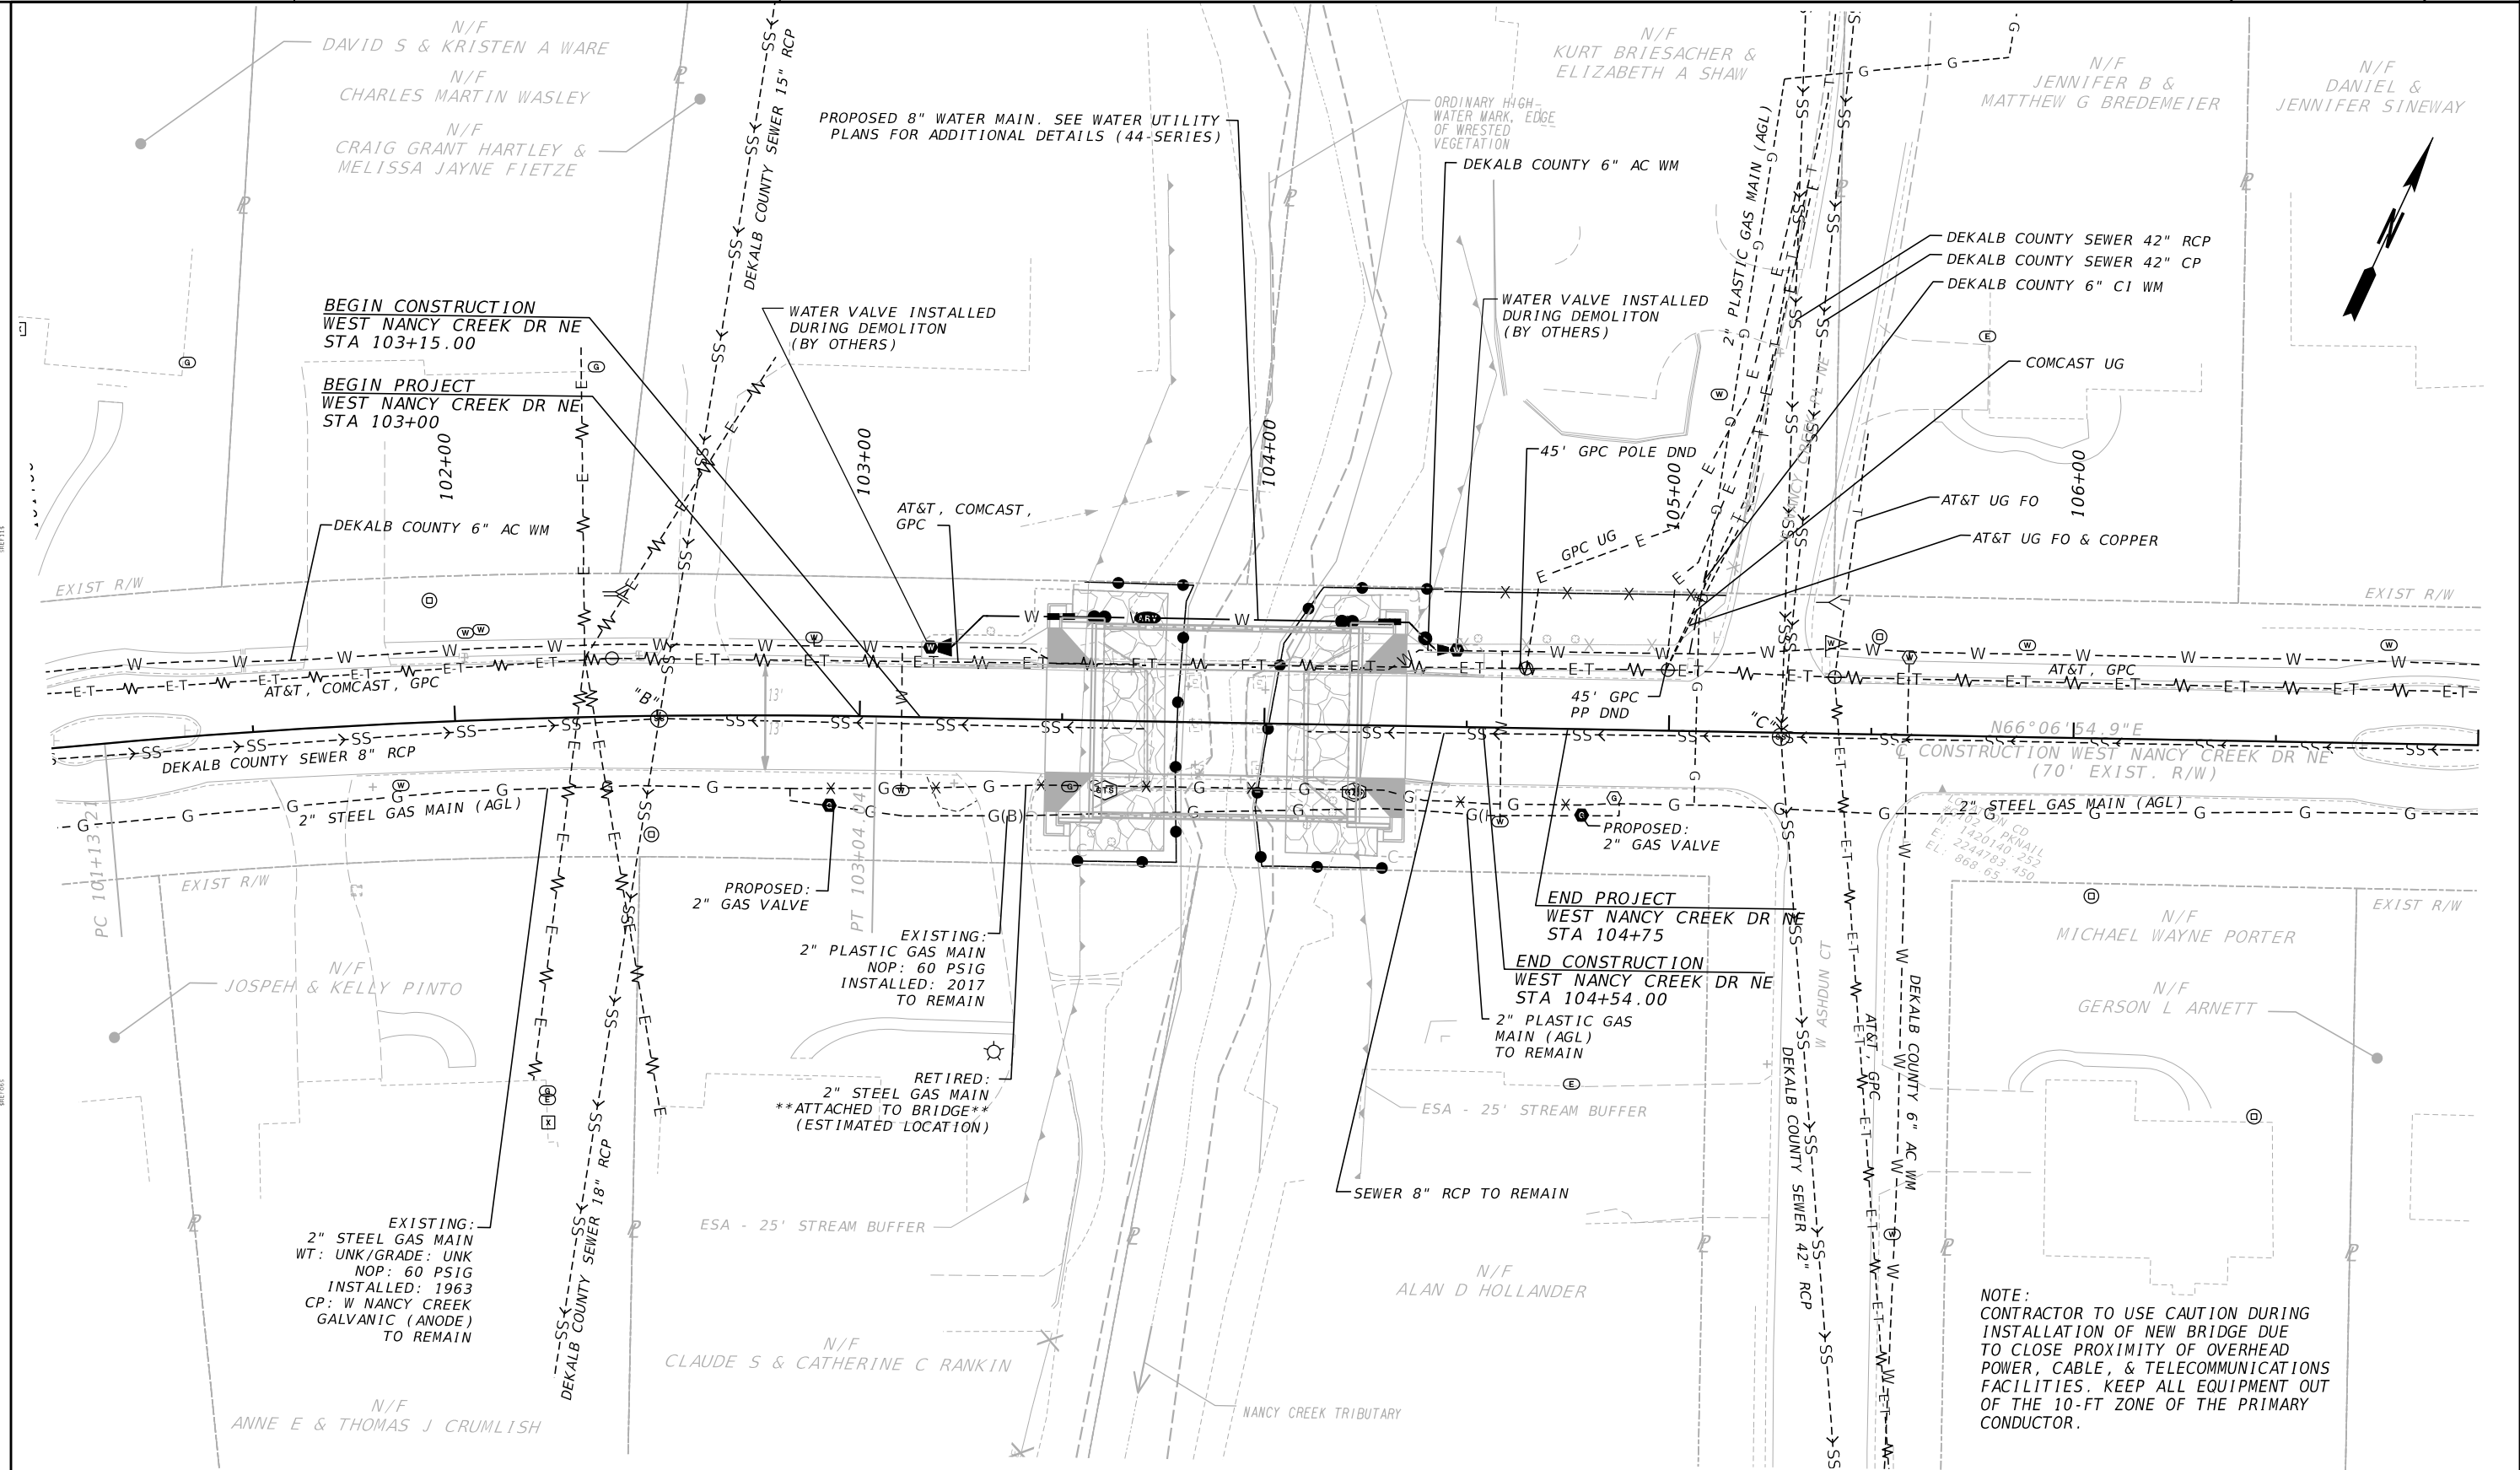 N/F
DAVID S & KRISTEN A WARE
N/F
CHARLES MARTIN WASLEY
N/F
CRAIG GRANT HARTLEY &
MELISSA JAYNE FIETZE
DEKALB COUNTY SEWER 15" RCP
PROPOSED 8" WATER MAIN. SEE WATER UTILITY
PLANS FOR ADDITIONAL DETAILS (44-SERIES)
ORDINARY HIGH-
WATER MARK, EDGE
OF WRESTED
VEGETATION
DEKALB COUNTY 6" AC WM
N/F
KURT BRIESACHER &
ELIZABETH A SHAW
2" PLASTIC GAS MAIN (AGL)
N/F
JENNIFER B &
MATTHEW G BREDEMEIER
N/F
DANIEL &
JENNIFER SINEWAY
N
DEKALB COUNTY SEWER 42" RCP
DEKALB COUNTY SEWER 42" CP
DEKALB COUNTY 6" CI WM
COMCAST UG
BEGIN CONSTRUCTION
WEST NANCY CREEK DR NE
STA 103+15.00
BEGIN PROJECT
WEST NANCY CREEK DR NE
STA 103+00
WATER VALVE INSTALLED
DURING DEMOLITON
(BY OTHERS)
WATER VALVE INSTALLED
DURING DEMOLITON
(BY OTHERS)
102+00
103+00
104+00
105+00
106+00
45' GPC POLE DND
AT&T, COMCAST,
GPC
DEKALB COUNTY 6" AC WM
GPC UG
AT&T UG FO
AT&T UG FO & COPPER
EXIST R/W
EXIST R/W
AT&T, COMCAST, GPC
"B"
13'
13'
45' GPC
PP DND
"C"
AT&T, GPC
N66°06'54.9"E
℄ CONSTRUCTION WEST NANCY CREEK DR NE
(70' EXIST. R/W)
DEKALB COUNTY SEWER 8" RCP
2" STEEL GAS MAIN (AGL)
2" STEEL GAS MAIN (AGL)
G(B)
PROPOSED:
2" GAS VALVE
PROPOSED:
2" GAS VALVE
PC 101+13.21
PT 103+04.04
EXIST R/W
EXIST R/W
EL: 868.65
EXISTING:
2" PLASTIC GAS MAIN
NOP: 60 PSIG
INSTALLED: 2017
TO REMAIN
END PROJECT
WEST NANCY CREEK DR NE
STA 104+75
END CONSTRUCTION
WEST NANCY CREEK DR NE
STA 104+54.00
2" PLASTIC GAS
MAIN (AGL)
TO REMAIN
N/F
JOSPEH & KELLY PINTO
N/F
MICHAEL WAYNE PORTER
N/F
GERSON L ARNETT
W ASHDUN CT
RETIRED:
2" STEEL GAS MAIN
**ATTACHED TO BRIDGE**
(ESTIMATED LOCATION)
ESA - 25' STREAM BUFFER
ESA - 25' STREAM BUFFER
SEWER 8" RCP TO REMAIN
DEKALB COUNTY SEWER 18" RCP
DEKALB COUNTY SEWER 42" RCP
AT&T, GPC
DEKALB COUNTY 6" AC WM
EXISTING:
2" STEEL GAS MAIN
WT: UNK/GRADE: UNK
NOP: 60 PSIG
INSTALLED: 1963
CP: W NANCY CREEK
GALVANIC (ANODE)
TO REMAIN
N/F
ALAN D HOLLANDER
N/F
CLAUDE S & CATHERINE C RANKIN
N/F
ANNE E & THOMAS J CRUMLISH
NANCY CREEK TRIBUTARY
NOTE:
CONTRACTOR TO USE CAUTION DURING
INSTALLATION OF NEW BRIDGE DUE
TO CLOSE PROXIMITY OF OVERHEAD
POWER, CABLE, & TELECOMMUNICATIONS
FACILITIES. KEEP ALL EQUIPMENT OUT
OF THE 10-FT ZONE OF THE PRIMARY
CONDUCTOR.